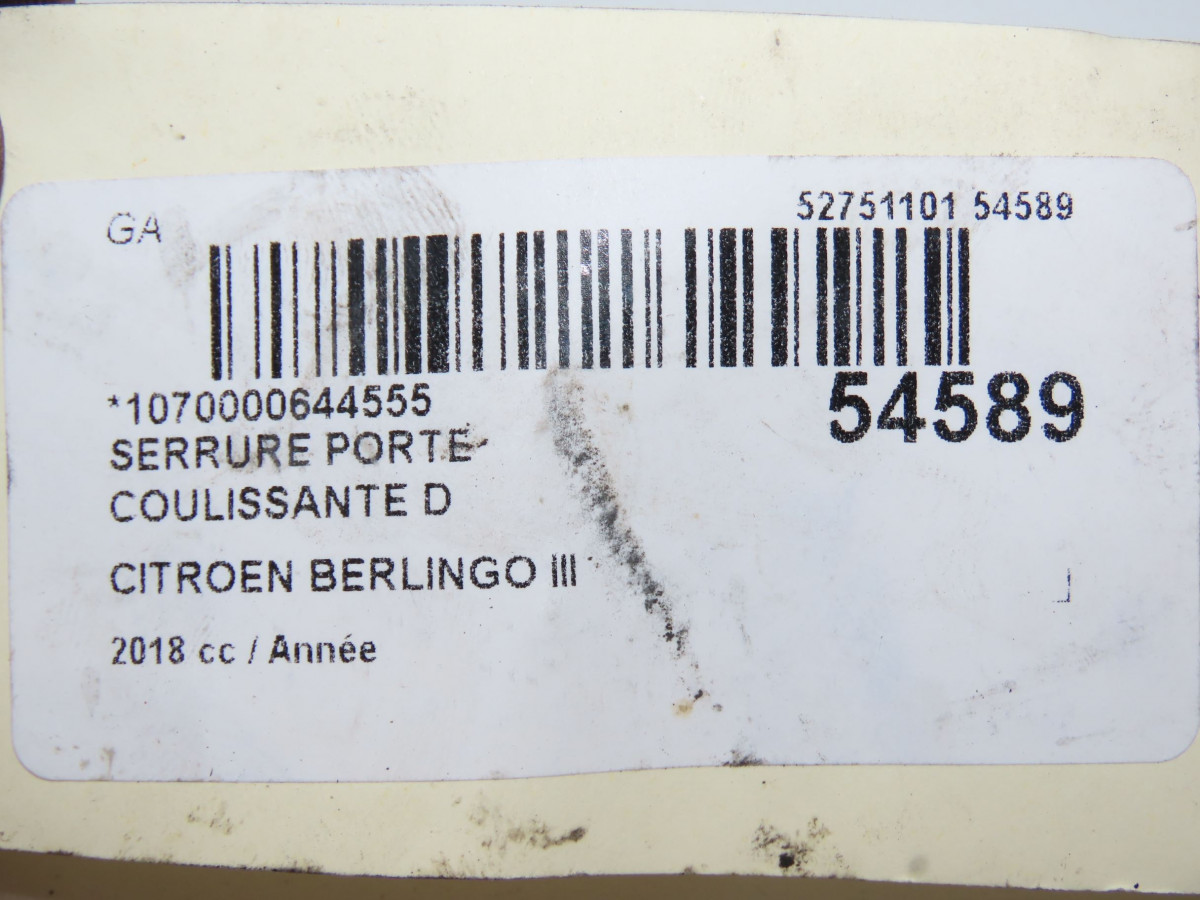 GA
52751101 54589
*1070000644555
54589
SERRURE PORTE
COULISSANTE D
CITROEN BERLINGO III
2018 cc / Année